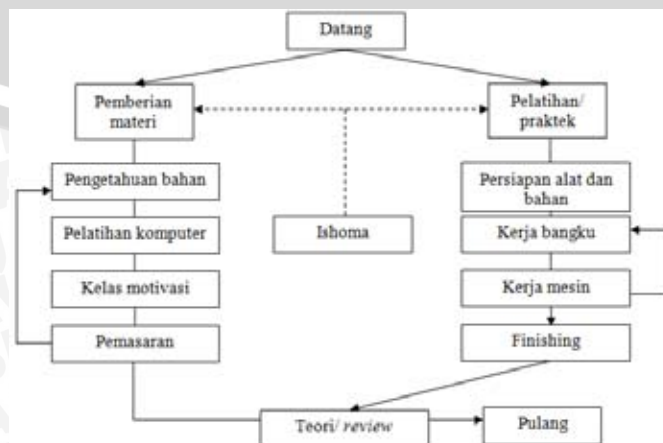 Datang
Pemberian
materi
Pelatihan/
praktek
Pengetahuan bahan
Persiapan alat dan
bahan
Pelatihan komputer
Ishoma
Kerja bangku
Kelas motivasi
Kerja mesin
Pemasaran
Finishing
Teori/ review
Pulang